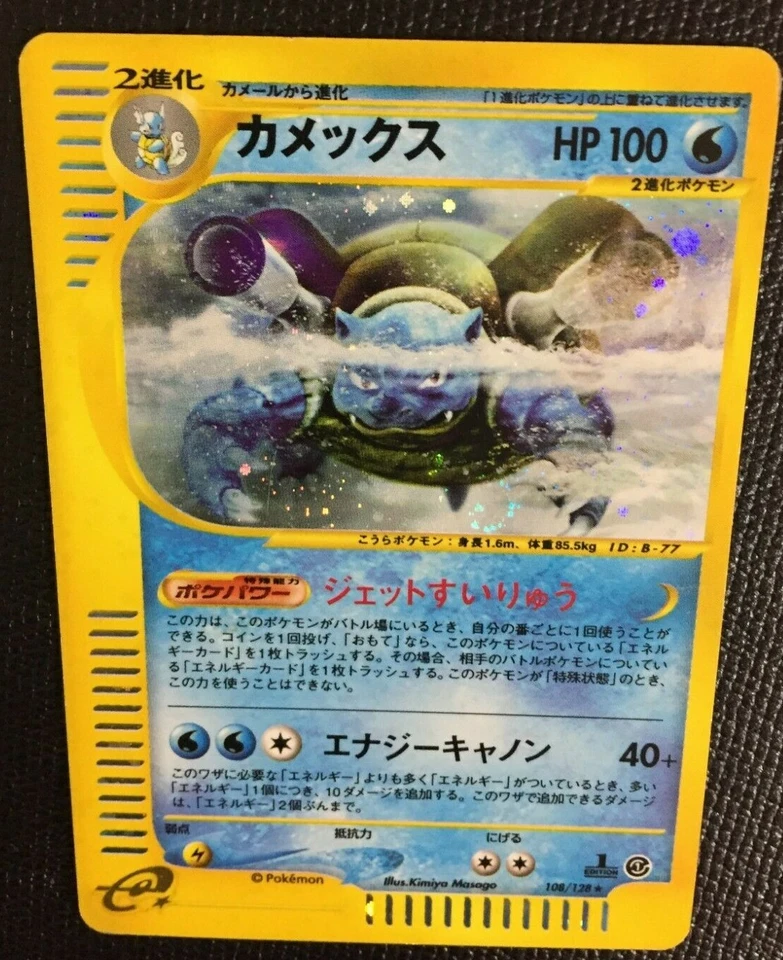 2進化 カメールから進化 「1進化ポケモン」の上に重ねて進化させます。
カメックス HP 100
2進化ポケモン
こうらポケモン：身長1.6m、体重85.5kg ID:B-77
特殊能力
ポケパワー ジェットすいりゅう
この力は、このポケモンがバトル場にいるとき、自分の番ごとに1回使うことが
できる。コインを1回投げ、「おもて」なら、このポケモンについている「エネル
ギーカード」を1枚トラッシュする。その場合、相手のバトルポケモンについてい
る「エネルギーカード」を1枚トラッシュする。このポケモンが「特殊状態」のとき、
この力を使うことはできない。
エナジーキャノン 40+
このワザに必要な「エネルギー」よりも多く「エネルギー」がついているとき、多い
「エネルギー」1個につき、10ダメージを追加する。このワザで追加できるダメージ
は、「エネルギー」2個ぶんまで。
弱点 抵抗力 にげる
1
EDITION
e
© Pokémon Illus.Kimiya Masago 108/128★